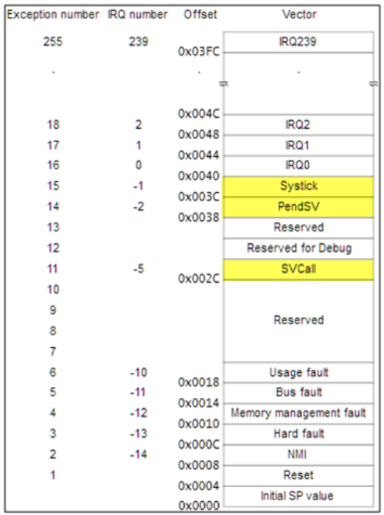 Exception number IRQ number Offset Vector
255 239 IRQ239
0x03FC
. . .
0x004C
18 2 IRQ2
0x0048
17 1 IRQ1
0x0044
16 0 IRQ0
0x0040
15 -1 Systick
0x003C
14 -2 PendSV
0x0038
13 Reserved
12 Reserved for Debug
11 -5 SVCall
0x002C
10
9
Reserved
8
7
6 -10 Usage fault
0x0018
5 -11 Bus fault
0x0014
4 -12 Memory management fault
0x0010
3 -13 Hard fault
0x000C
2 -14 NMI
0x0008
1 Reset
0x0004
Initial SP value
0x0000